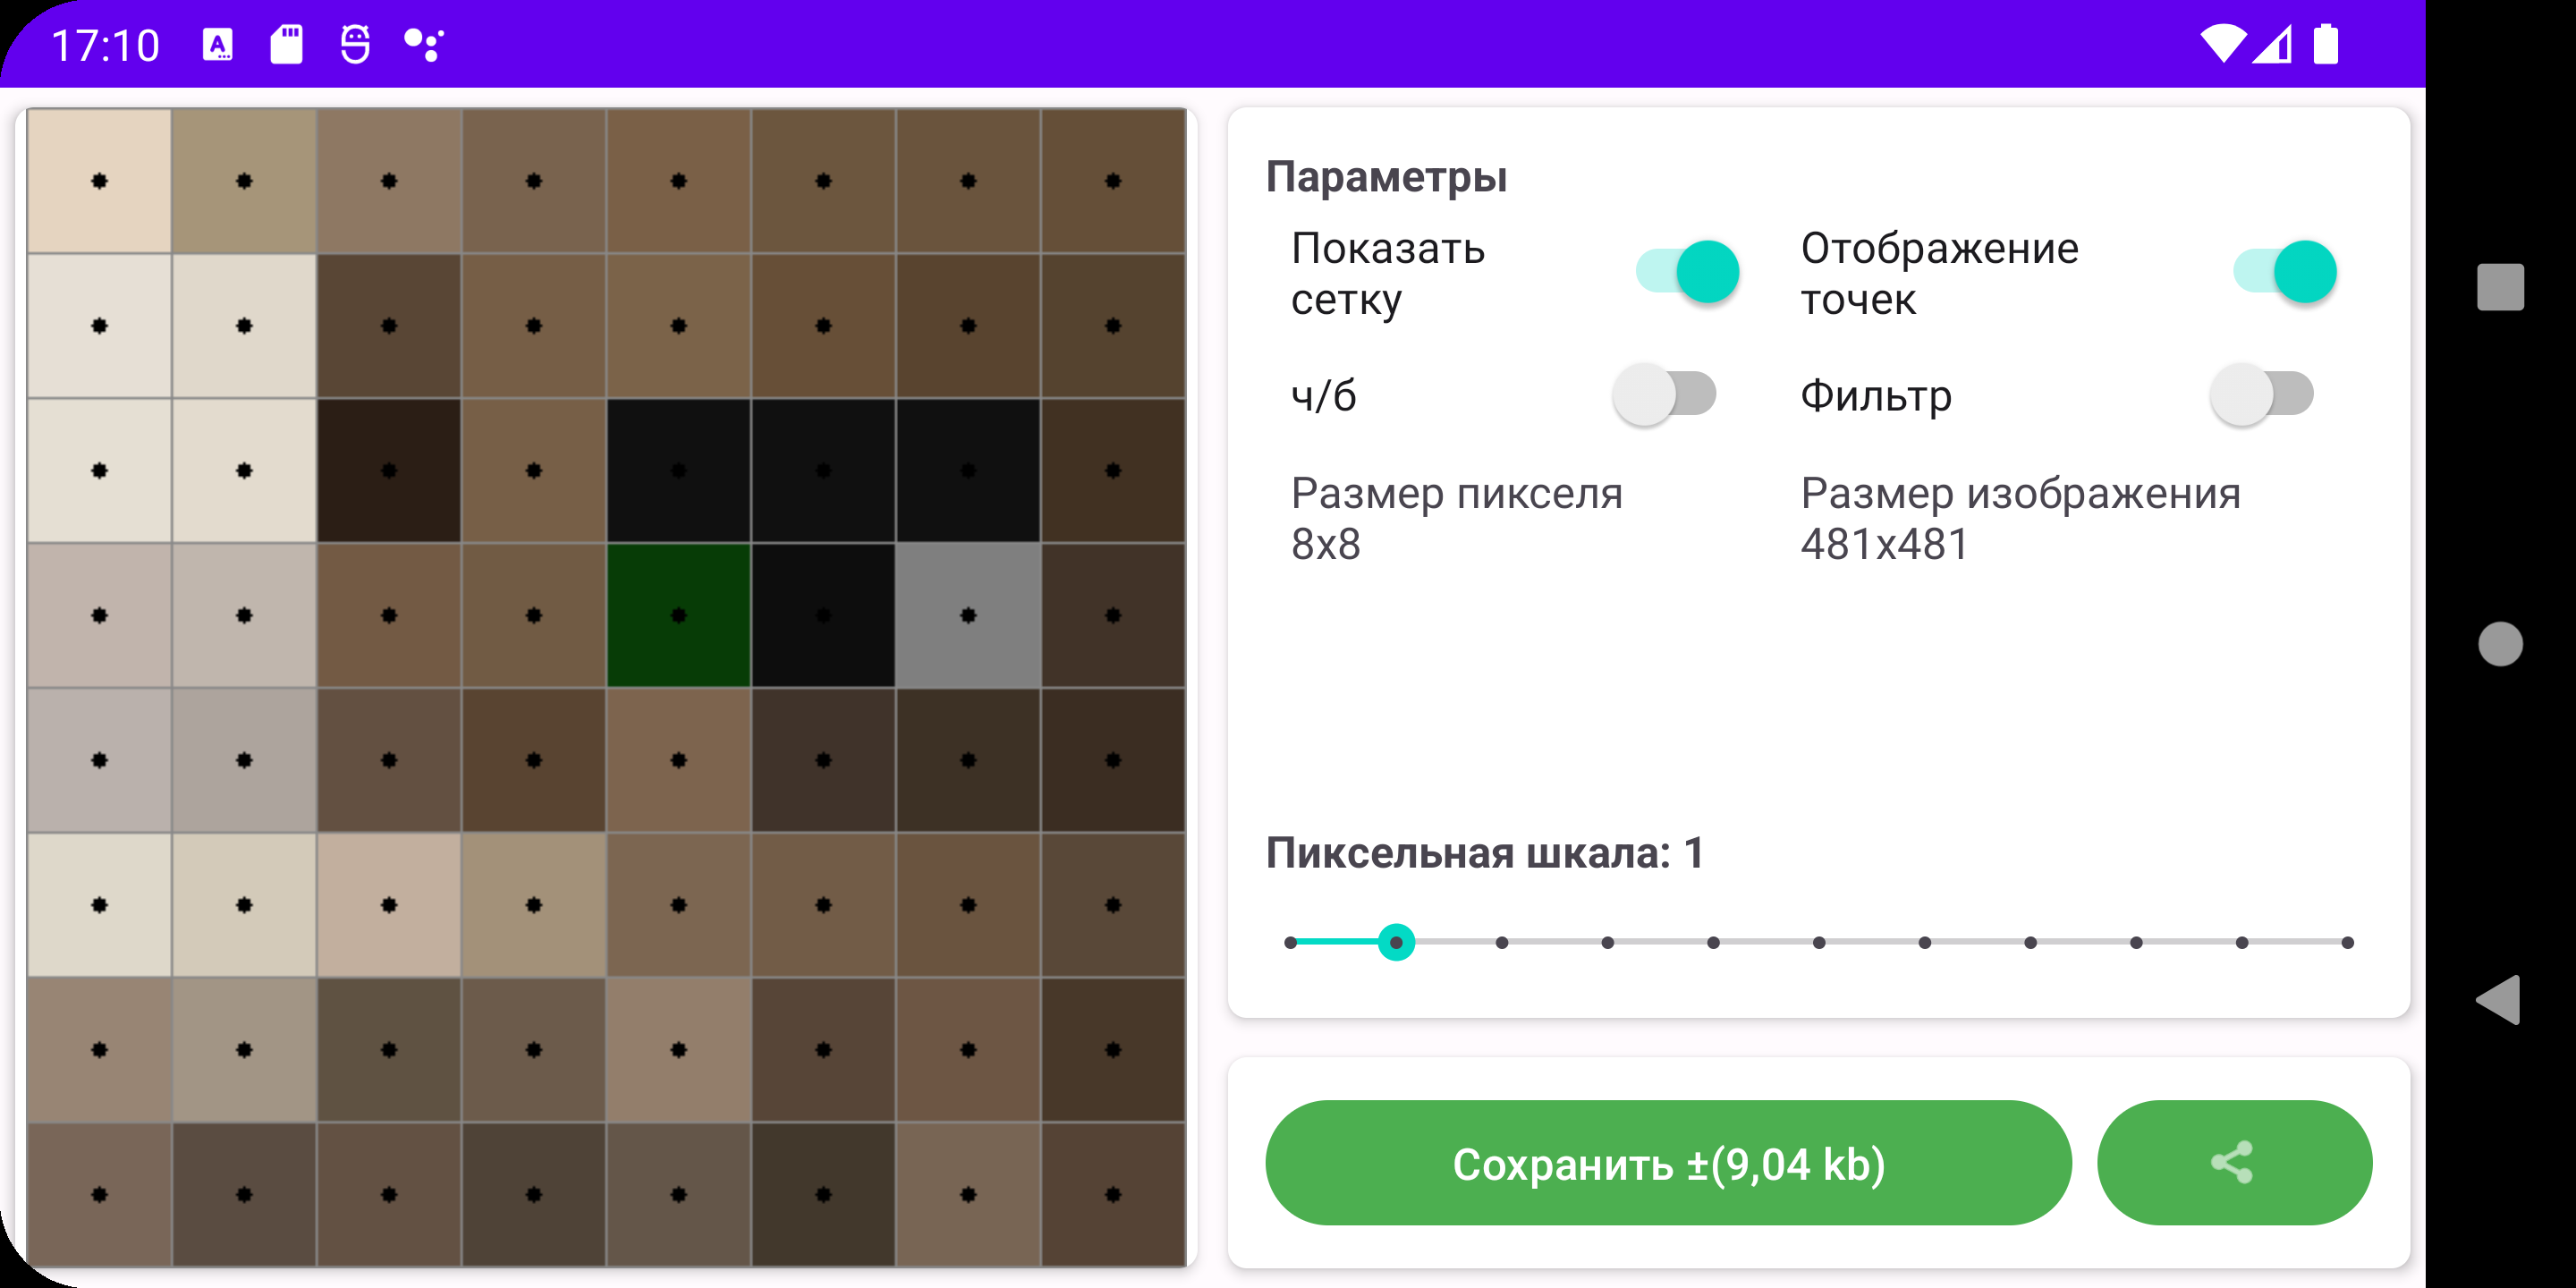 17:10
Параметры
Показать
сетку
Отображение
точек
ч/б
Фильтр
Размер пикселя
8x8
Размер изображения
481x481
Пиксельная шкала: 1
Сохранить ±(9,04 kb)